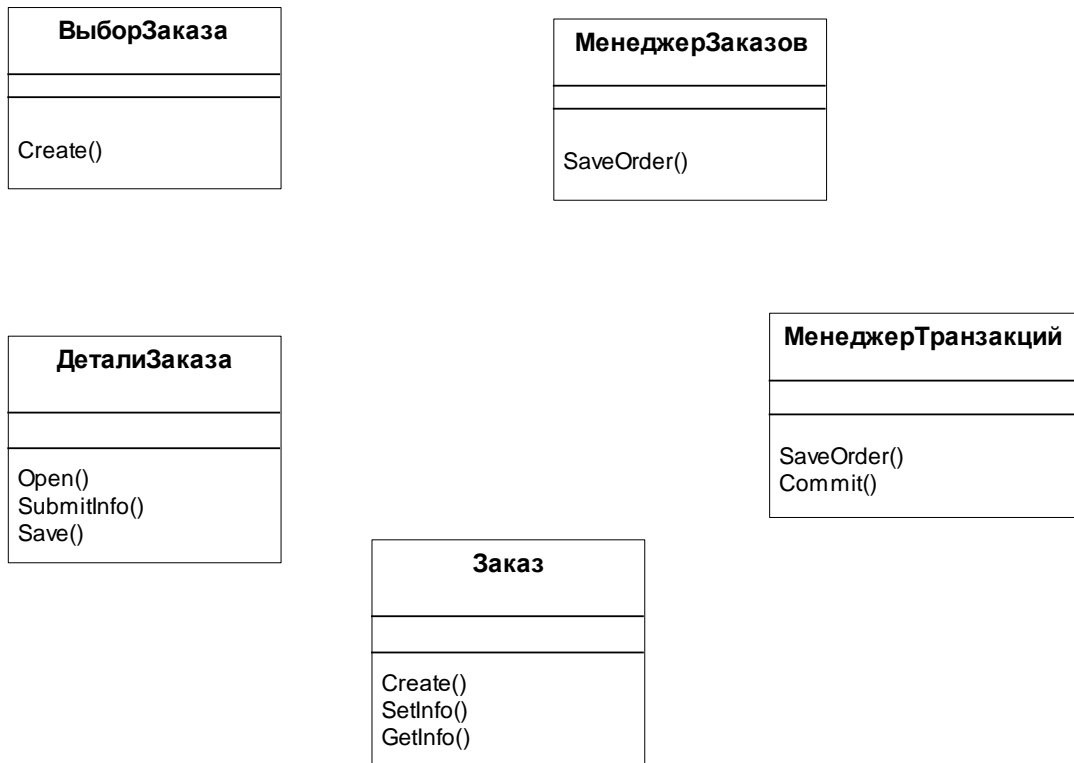 ВыборЗаказа
Create()
МенеджерЗаказов
SaveOrder()
ДеталиЗаказа
Open()
SubmitInfo()
Save()
МенеджерТранзакций
SaveOrder()
Commit()
Заказ
Create()
SetInfo()
GetInfo()